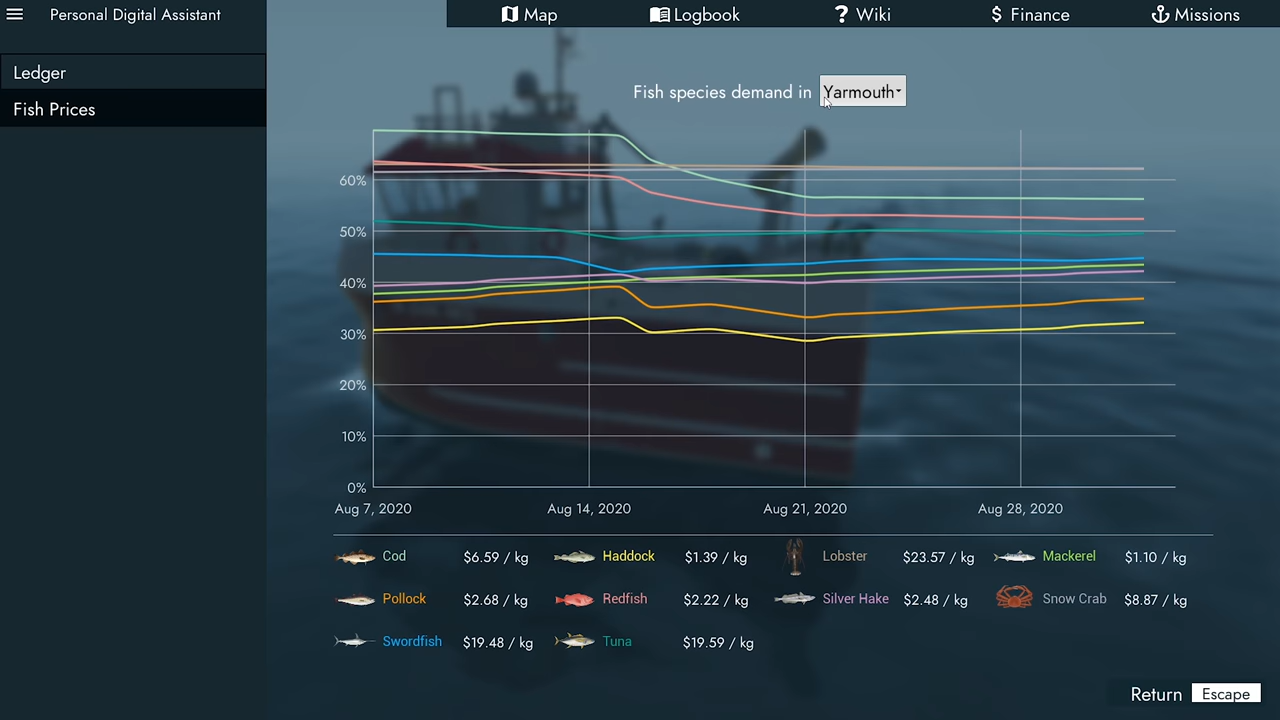 Personal Digital Assistant
Map
Logbook
Wiki
Finance
Missions
Ledger
Fish Prices
Fish species demand in Yarmouth
60%
50%
40%
30%
20%
10%
0%
Aug 7, 2020
Aug 14, 2020
Aug 21, 2020
Aug 28, 2020
Cod $6.59 / kg
Haddock $1.39 / kg
Lobster $23.57 / kg
Mackerel $1.10 / kg
Pollock $2.68 / kg
Redfish $2.22 / kg
Silver Hake $2.48 / kg
Snow Crab $8.87 / kg
Swordfish $19.48 / kg
Tuna $19.59 / kg
Return Escape